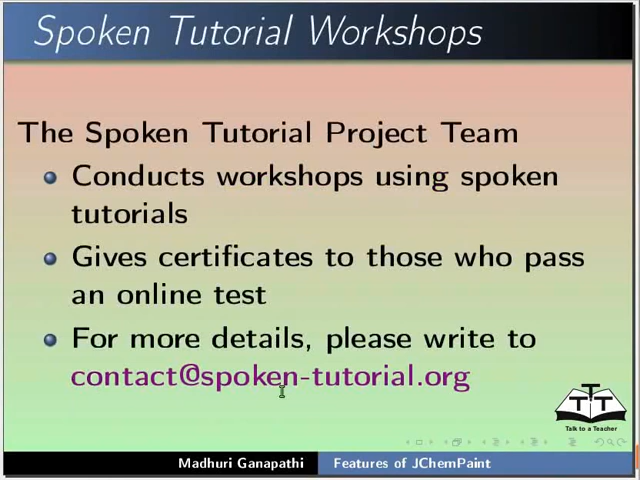 Spoken Tutorial Workshops
The Spoken Tutorial Project Team
Conducts workshops using spoken
tutorials
Gives certificates to those who pass
an online test
For more details, please write to
contact@spoken-tutorial.org
T
T T
Talk to a Teacher
Madhuri Ganapathi Features of JChemPaint